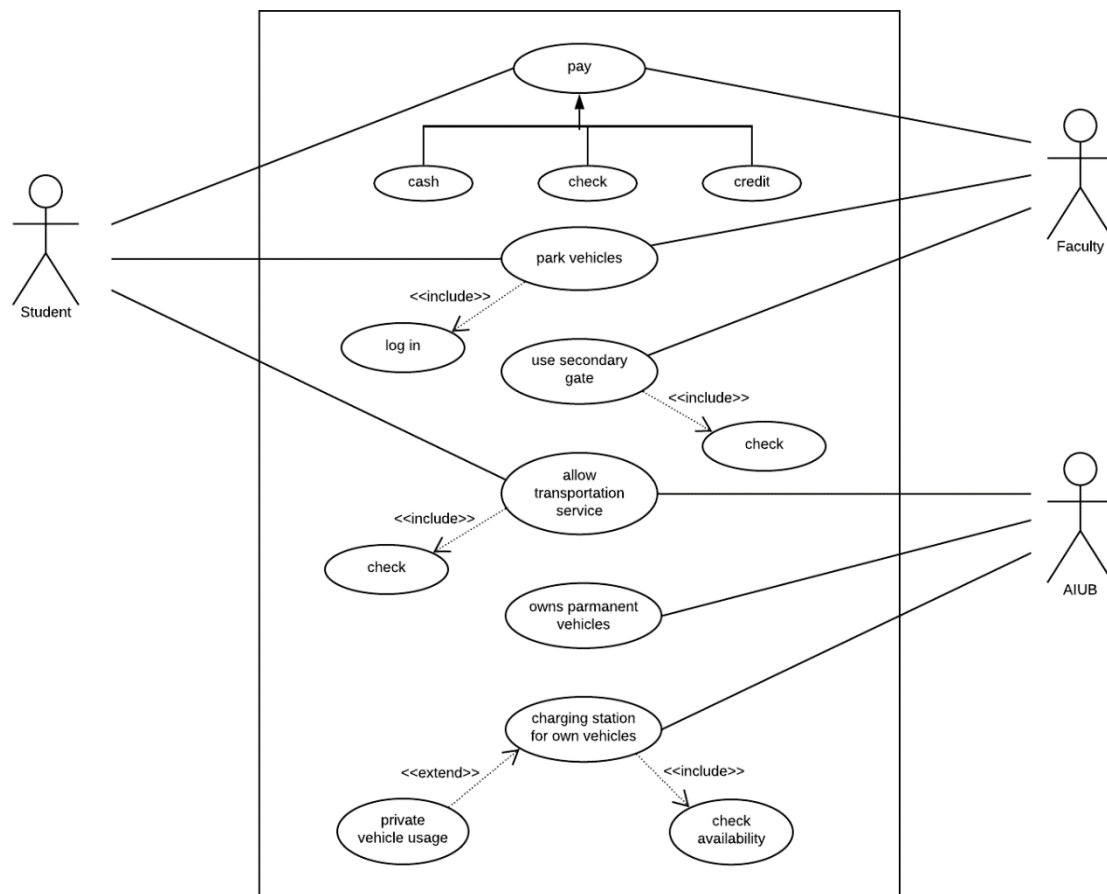 pay
cash
check
credit
park vehicles
<<include>>
log in
use secondary
gate
<<include>>
check
allow
transportation
service
<<include>>
check
owns parmanent
vehicles
charging station
for own vehicles
<<extend>>
<<include>>
private
vehicle usage
check
availability
Student
Faculty
AIUB